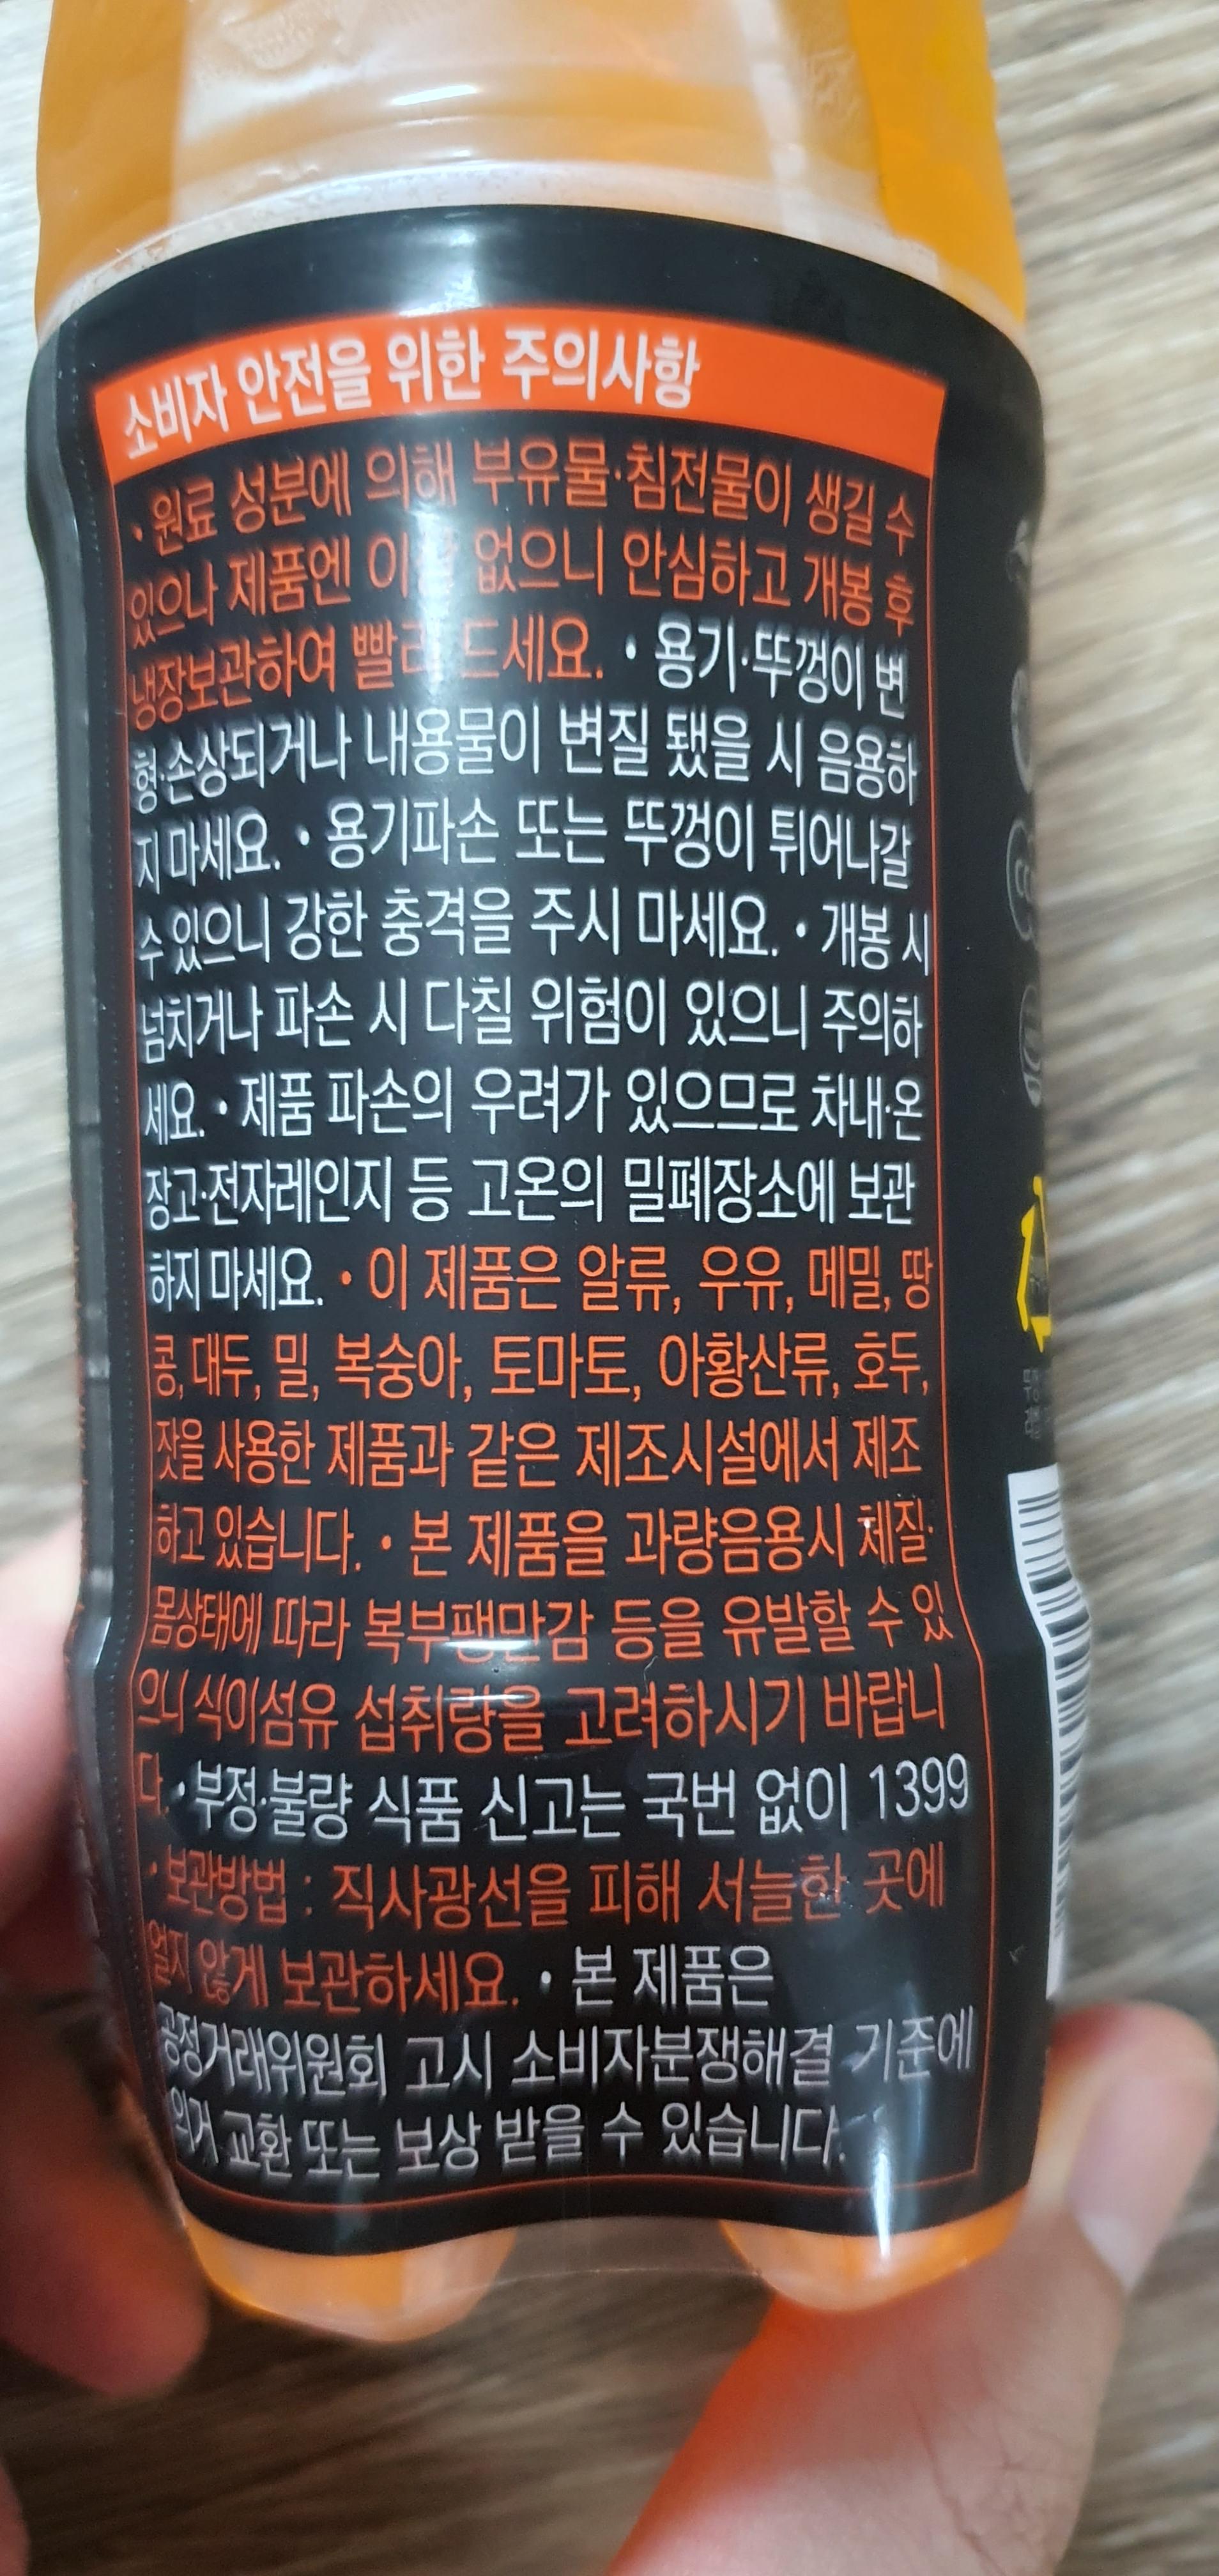 소비자 안전을 위한 주의사항
• 원료 성분에 의해 부유물·침전물이 생길 수
있으나 제품엔 없으니 안심하고 개봉 후
냉장보관하여 빨리 드세요. • 용기·뚜껑이 변
형·손상되거나 내용물이 변질 됐을 시 음용하
지 마세요. • 용기파손 또는 뚜껑이 튀어나갈
수 있으니 강한 충격을 주시 마세요. • 개봉 시
넘치거나 파손 시 다칠 위험이 있으니 주의하
세요. • 제품 파손의 우려가 있으므로 차내·온
장고·전자레인지 등 고온의 밀폐장소에 보관
하지 마세요. • 이 제품은 알류, 우유, 메밀, 땅
콩, 대두, 밀, 복숭아, 토마토, 아황산류, 호두,
잣을 사용한 제품과 같은 제조시설에서 제조
하고 있습니다. • 본 제품을 과량음용시 체질·
몸상태에 따라 복부팽만감 등을 유발할 수 있
으니 식이섬유 섭취량을 고려하시기 바랍니
다. • 부정·불량 식품 신고는 국번 없이 1399
• 보관방법 : 직사광선을 피해 서늘한 곳에
얼지 않게 보관하세요. • 본 제품은
공정거래위원회 고시 소비자분쟁해결 기준에
의거 교환 또는 보상 받을 수 있습니다.